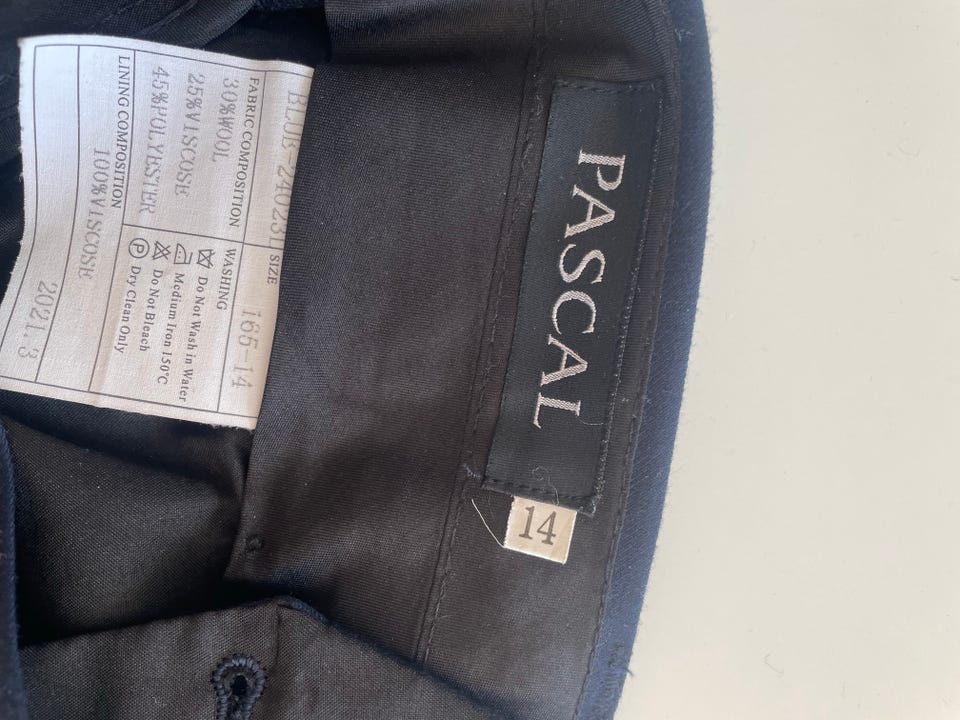 PASCAL
14
BLUE-24023L
SIZE
165-14
FABRIC COMPOSITION
30%WOOL
25%VISCOSE
45%POLYESTER
WASHING
Do Not Wash in Water
Medium Iron 150°C
Do Not Bleach
Ⓟ Dry Clean Only
LINING COMPOSITION
100%VISCOSE
2021.3